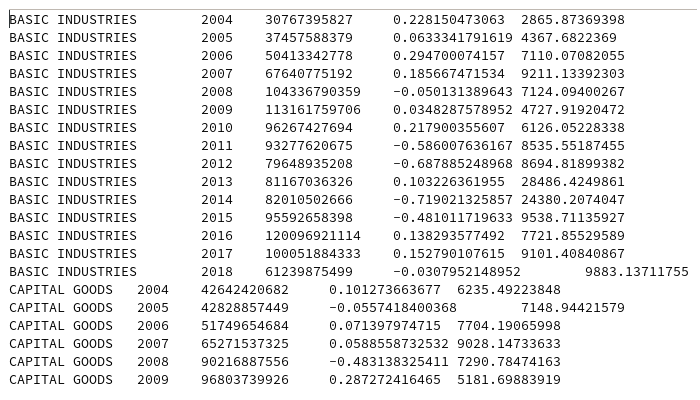 BASIC INDUSTRIES	2004	30767395827	0.228150473063	2865.87369398
BASIC INDUSTRIES	2005	37457588379	0.0633341791619	4367.6822369
BASIC INDUSTRIES	2006	50413342778	0.294700074157	7110.07082055
BASIC INDUSTRIES	2007	67640775192	0.185667471534	9211.13392303
BASIC INDUSTRIES	2008	104336790359	-0.050131389643	7124.09400267
BASIC INDUSTRIES	2009	113161759706	0.0348287578952	4727.91920472
BASIC INDUSTRIES	2010	96267427694	0.217900355607	6126.05228338
BASIC INDUSTRIES	2011	93277620675	-0.586007636167	8535.55187455
BASIC INDUSTRIES	2012	79648935208	-0.687885248968	8694.81899382
BASIC INDUSTRIES	2013	81167036326	0.103226361955	28486.4249861
BASIC INDUSTRIES	2014	82010502666	-0.719021325857	24380.2074047
BASIC INDUSTRIES	2015	95592658398	-0.481011719633	9538.71135927
BASIC INDUSTRIES	2016	120096921114	0.138293577492	7721.85529589
BASIC INDUSTRIES	2017	100051884333	0.152790107615	9101.40840867
BASIC INDUSTRIES	2018	61239875499	-0.0307952148952	9883.13711755
CAPITAL GOODS	2004	42642420682	0.101273663677	6235.49223848
CAPITAL GOODS	2005	42828857449	-0.0557418400368	7148.94421579
CAPITAL GOODS	2006	51749654684	0.071397974715	7704.19065998
CAPITAL GOODS	2007	65271537325	0.0588558732532	9028.14733633
CAPITAL GOODS	2008	90216887556	-0.483138325411	7290.78474163
CAPITAL GOODS	2009	96803739926	0.287272416465	5181.69883919